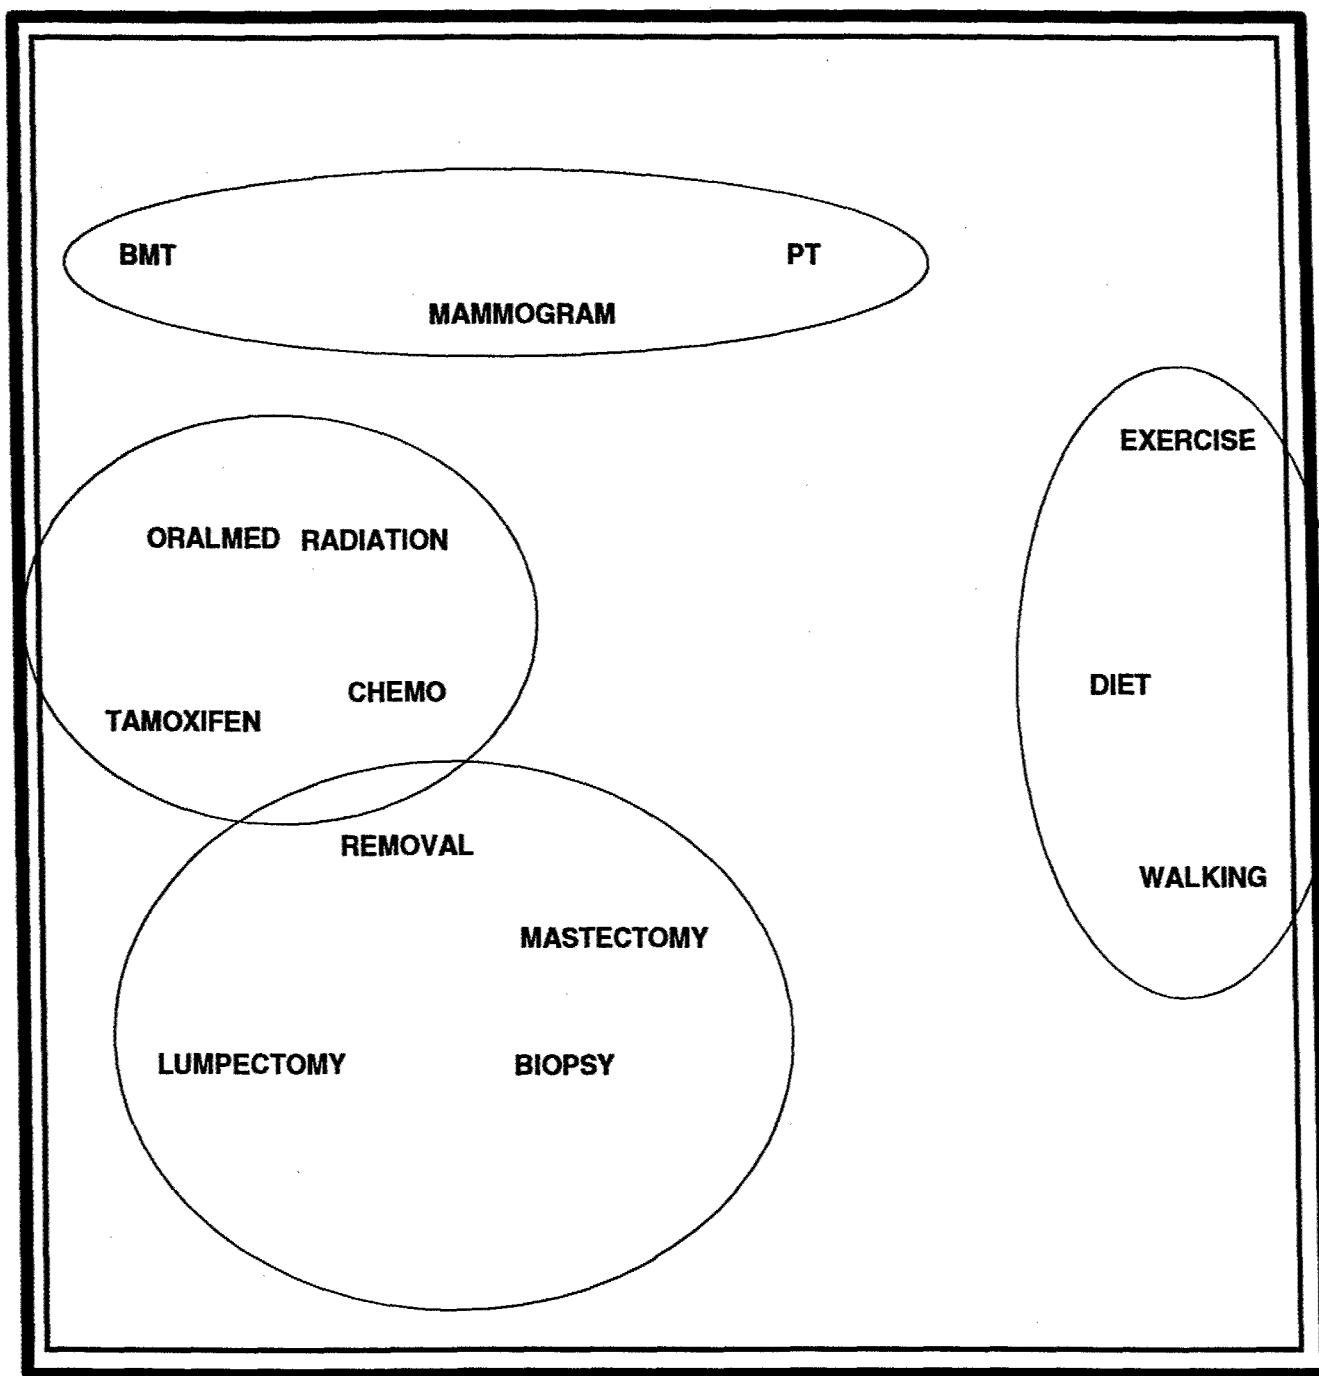 BMT
PT
MAMMOGRAM
EXERCISE
ORALMED RADIATION
DIET
CHEMO
TAMOXIFEN
REMOVAL
WALKING
MASTECTOMY
LUMPECTOMY
BIOPSY